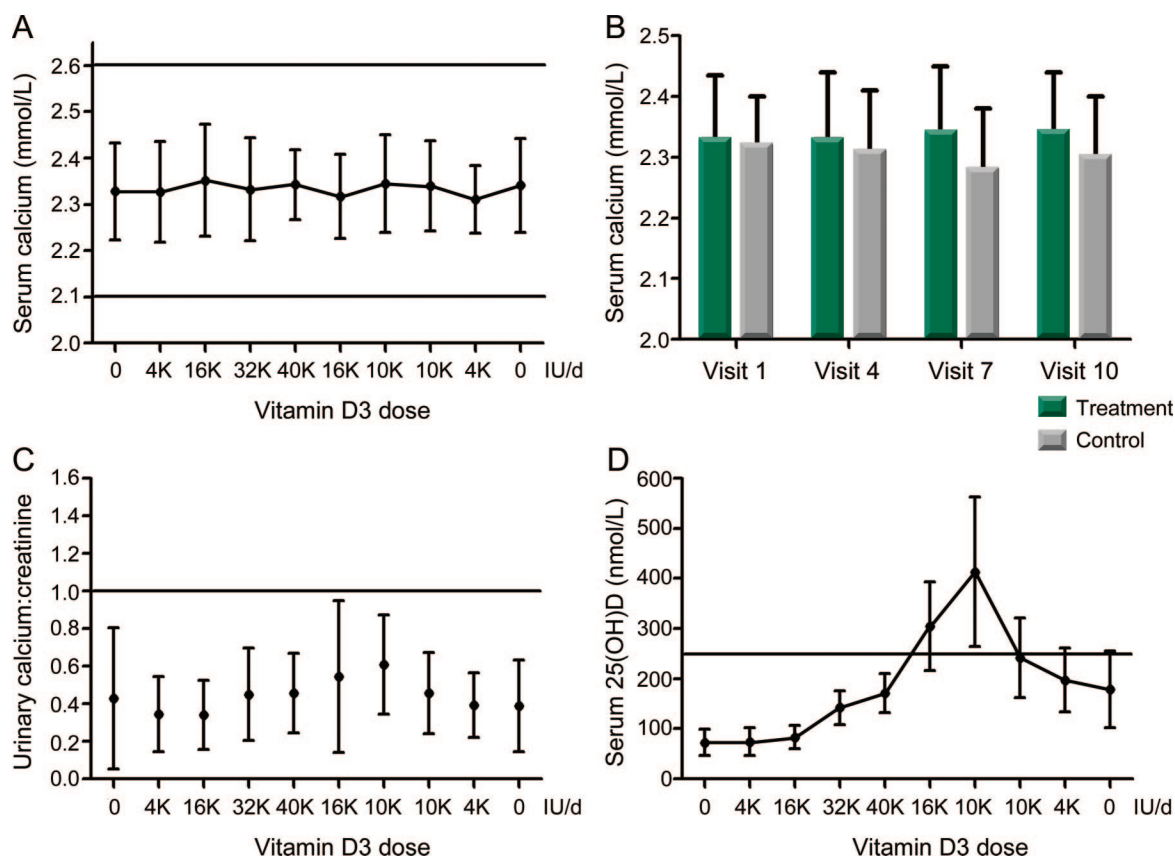 A
Serum calcium (mmol/L)
2.6
2.5
2.4
2.3
2.2
2.1
2.0
0 4K 16K 32K 40K 16K 10K 10K 4K 0 IU/d
Vitamin D3 dose
B
Serum calcium (mmol/L)
2.5
2.4
2.3
2.2
2.1
2.0
Visit 1 Visit 4 Visit 7 Visit 10
Treatment
Control
C
Urinary calcium:creatinine
1.6
1.4
1.2
1.0
0.8
0.6
0.4
0.2
0.0
0 4K 16K 32K 40K 16K 10K 10K 4K 0 IU/d
Vitamin D3 dose
D
Serum 25(OH)D (nmol/L)
600
500
400
300
200
100
0
0 4K 16K 32K 40K 16K 10K 10K 4K 0 IU/d
Vitamin D3 dose